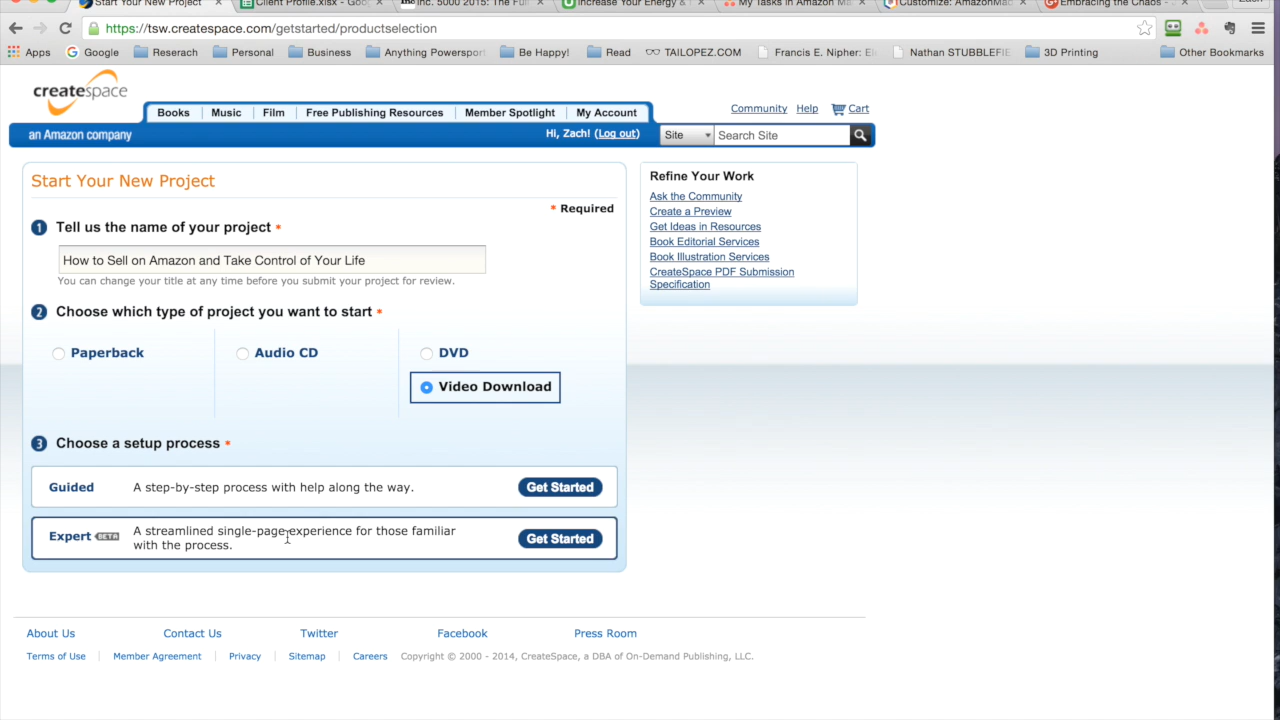 Start Your New Project
Client Profile.xlsx - Goo
Inc. 5000 2015: The Full
Increase Your Energy &
My Tasks in Amazon Ma
Customize: AmazonMac
Embracing the Chaos -
https://tsw.createspace.com/getstarted/productselection
Apps Google Reserach Personal Business Anything Powersport Be Happy! Read TAILOPEZ.COM Francis E. Nipher: El Nathan STUBBLEFIE 3D Printing Other Bookmarks
createspace
an Amazon company
Books Music Film Free Publishing Resources Member Spotlight My Account
Community Help Cart
Hi, Zach! (Log out) Site Search Site
Start Your New Project
* Required
1 Tell us the name of your project *
How to Sell on Amazon and Take Control of Your Life
You can change your title at any time before you submit your project for review.
2 Choose which type of project you want to start *
Paperback Audio CD DVD
Video Download
3 Choose a setup process *
Guided A step-by-step process with help along the way. Get Started
Expert BETA A streamlined single-page experience for those familiar
with the process. Get Started
Refine Your Work
Ask the Community
Create a Preview
Get Ideas in Resources
Book Editorial Services
Book Illustration Services
CreateSpace PDF Submission
Specification
About Us Contact Us Twitter Facebook Press Room
Terms of Use Member Agreement Privacy Sitemap Careers Copyright © 2000 - 2014, CreateSpace, a DBA of On-Demand Publishing, LLC.